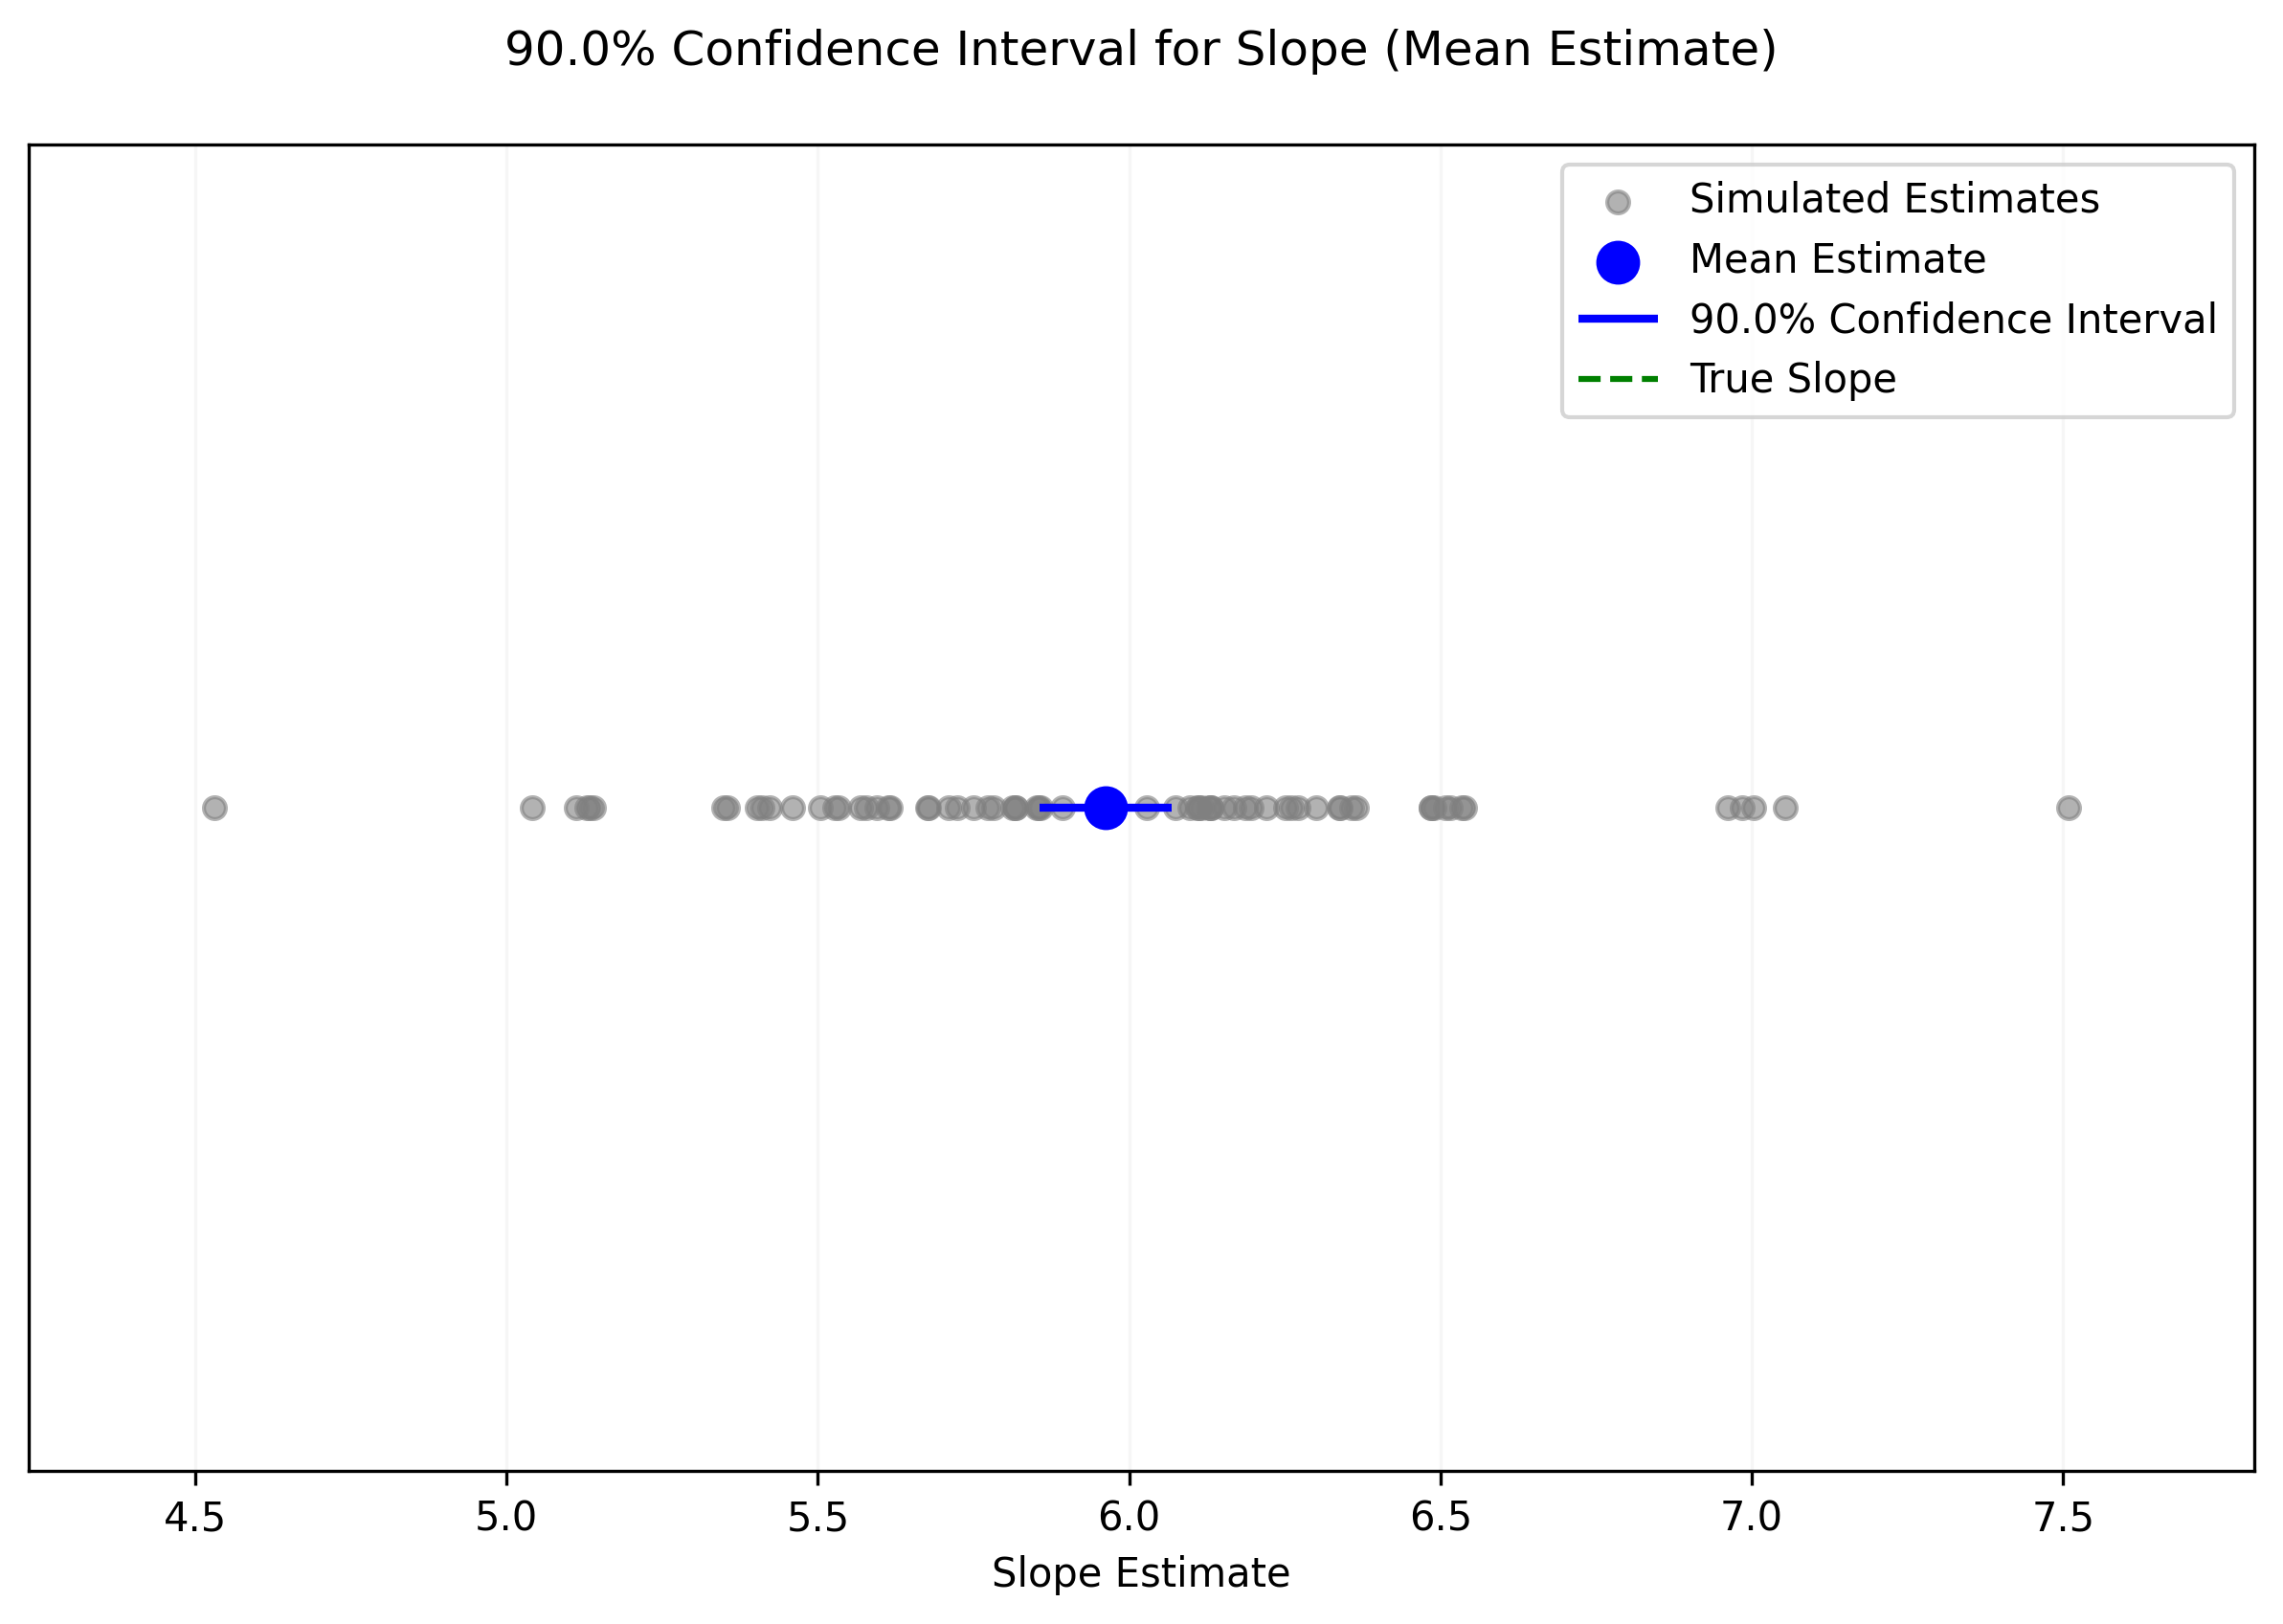 90.0% Confidence Interval for Slope (Mean Estimate)
Simulated Estimates
Mean Estimate
90.0% Confidence Interval
True Slope
4.5 5.0 5.5 6.0 6.5 7.0 7.5
Slope Estimate